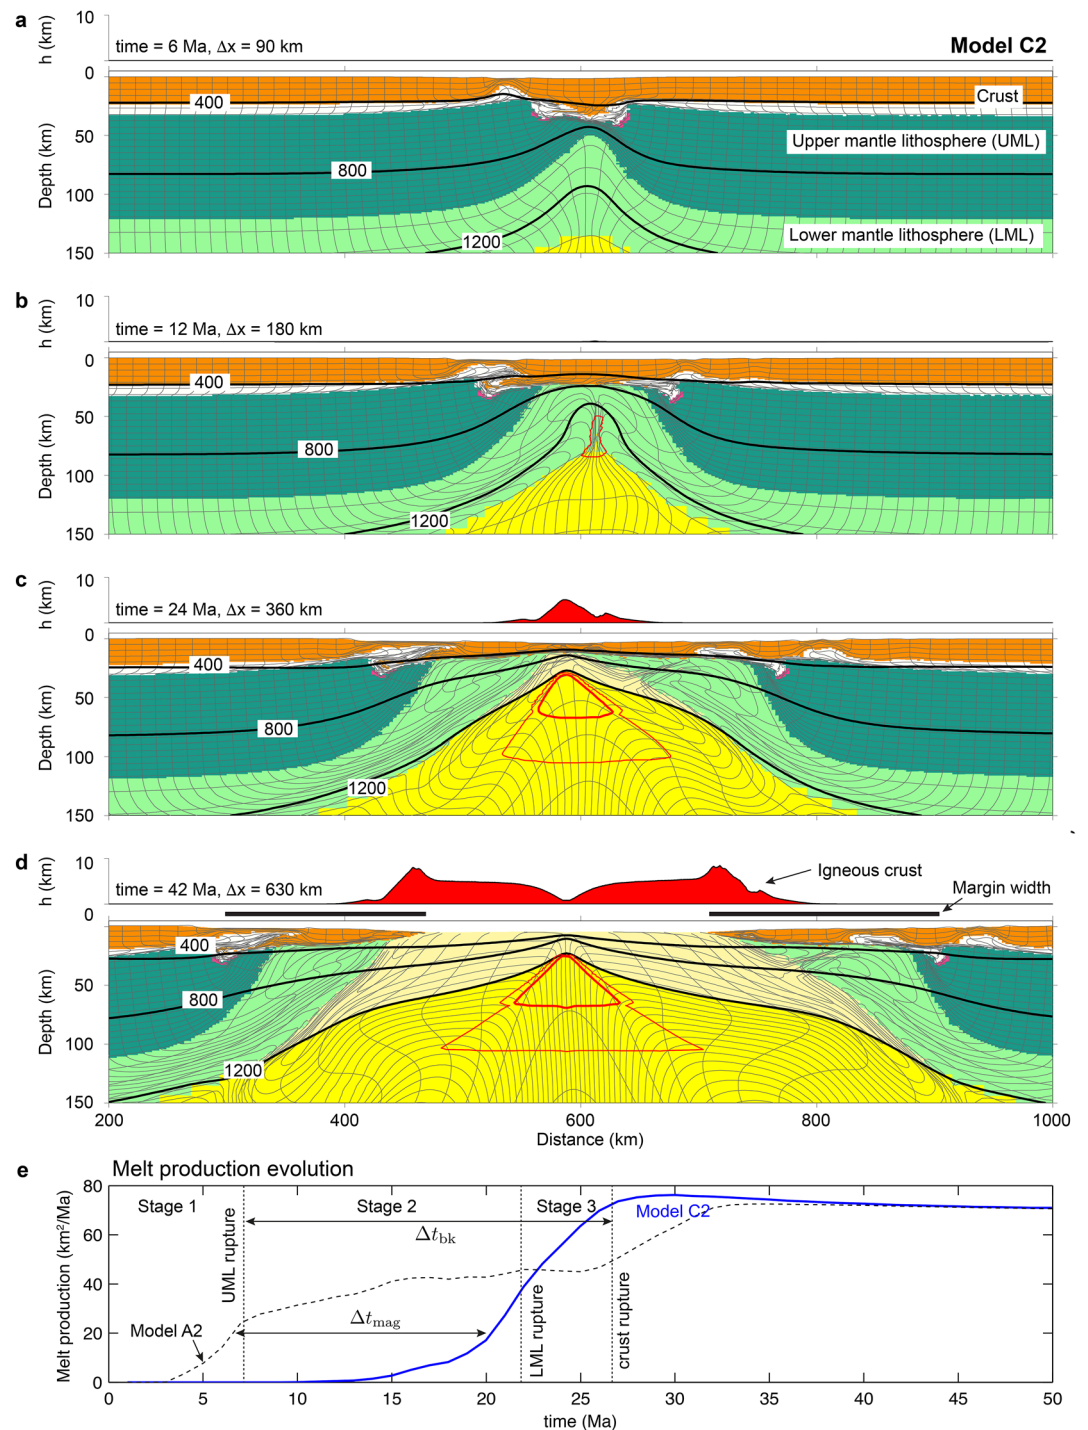 a
10
h (km)
time = 6 Ma, Δx = 90 km
Model C2
0
400
Crust
50
Upper mantle lithosphere (UML)
800
Depth (km)
100
1200
Lower mantle lithosphere (LML)
150
b
10
h (km)
time = 12 Ma, Δx = 180 km
0
400
50
800
Depth (km)
100
1200
150
c
10
h (km)
time = 24 Ma, Δx = 360 km
0
400
50
800
Depth (km)
100
1200
150
d
10
h (km)
time = 42 Ma, Δx = 630 km
Igneous crust
Margin width
0
0
400
50
800
Depth (km)
100
1200
150
200 400 600 800 1000
Distance (km)
e Melt production evolution
80
Stage 1 Stage 2 Stage 3
Model C2
60
Δt_bk
UML rupture
40
Melt production (km²/Ma)
Δt_mag
LML rupture
crust rupture
Model A2
20
0
0 5 10 15 20 25 30 35 40 45 50
time (Ma)